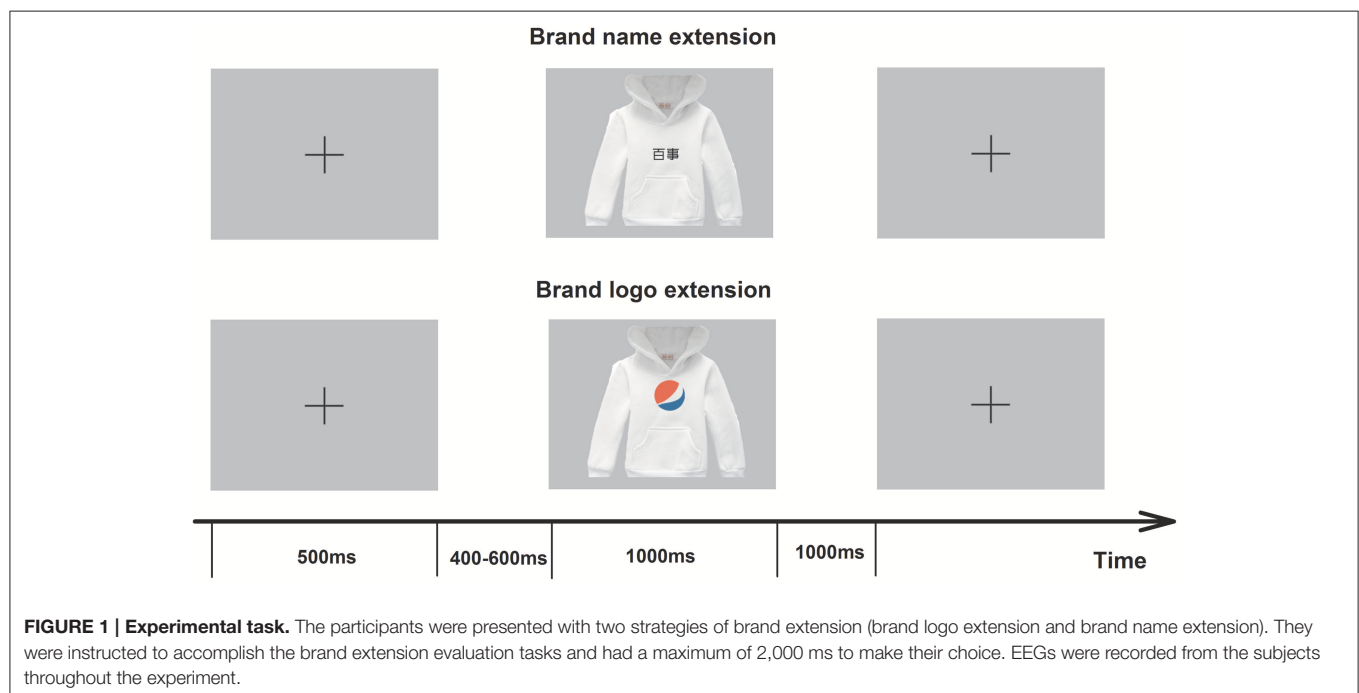 Brand name extension
百事
Brand logo extension
500ms
400-600ms
1000ms
1000ms
Time
FIGURE 1 | Experimental task. The participants were presented with two strategies of brand extension (brand logo extension and brand name extension). They
were instructed to accomplish the brand extension evaluation tasks and had a maximum of 2,000 ms to make their choice. EEGs were recorded from the subjects
throughout the experiment.